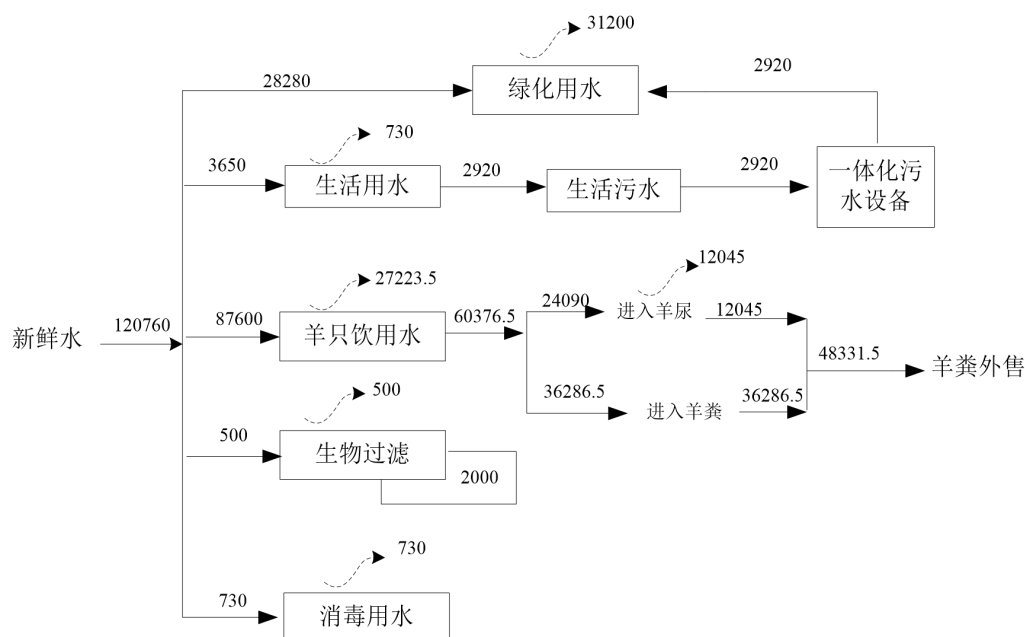 31200
28280
绿化用水
2920
730
3650
生活用水
2920
生活污水
2920
一体化污
水设备
27223.5
12045
新鲜水
120760
87600
羊只饮用水
60376.5
24090
进入羊尿
12045
48331.5
羊粪外售
36286.5
进入羊粪
36286.5
500
500
生物过滤
2000
730
730
消毒用水